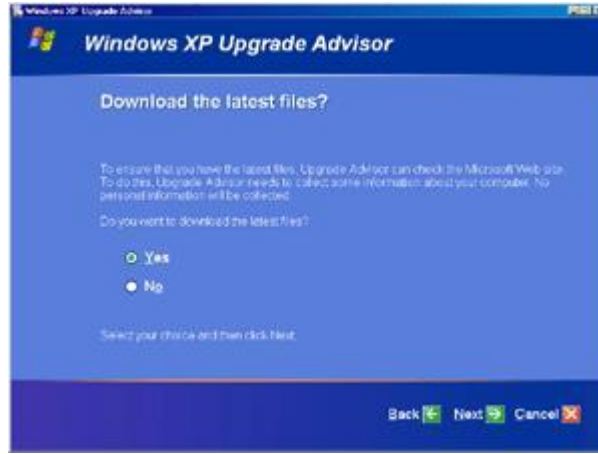 Windows XP Upgrade Advisor
Windows XP Upgrade Advisor
Download the latest files?
To ensure that you have the latest files, Upgrade Advisor can check the Microsoft Web site.
To do this, Upgrade Advisor needs to collect some information about your computer. No
personal information will be collected.
Do you want to download the latest files?
Yes
No
Select your choice and then click Next.
Back Next Cancel